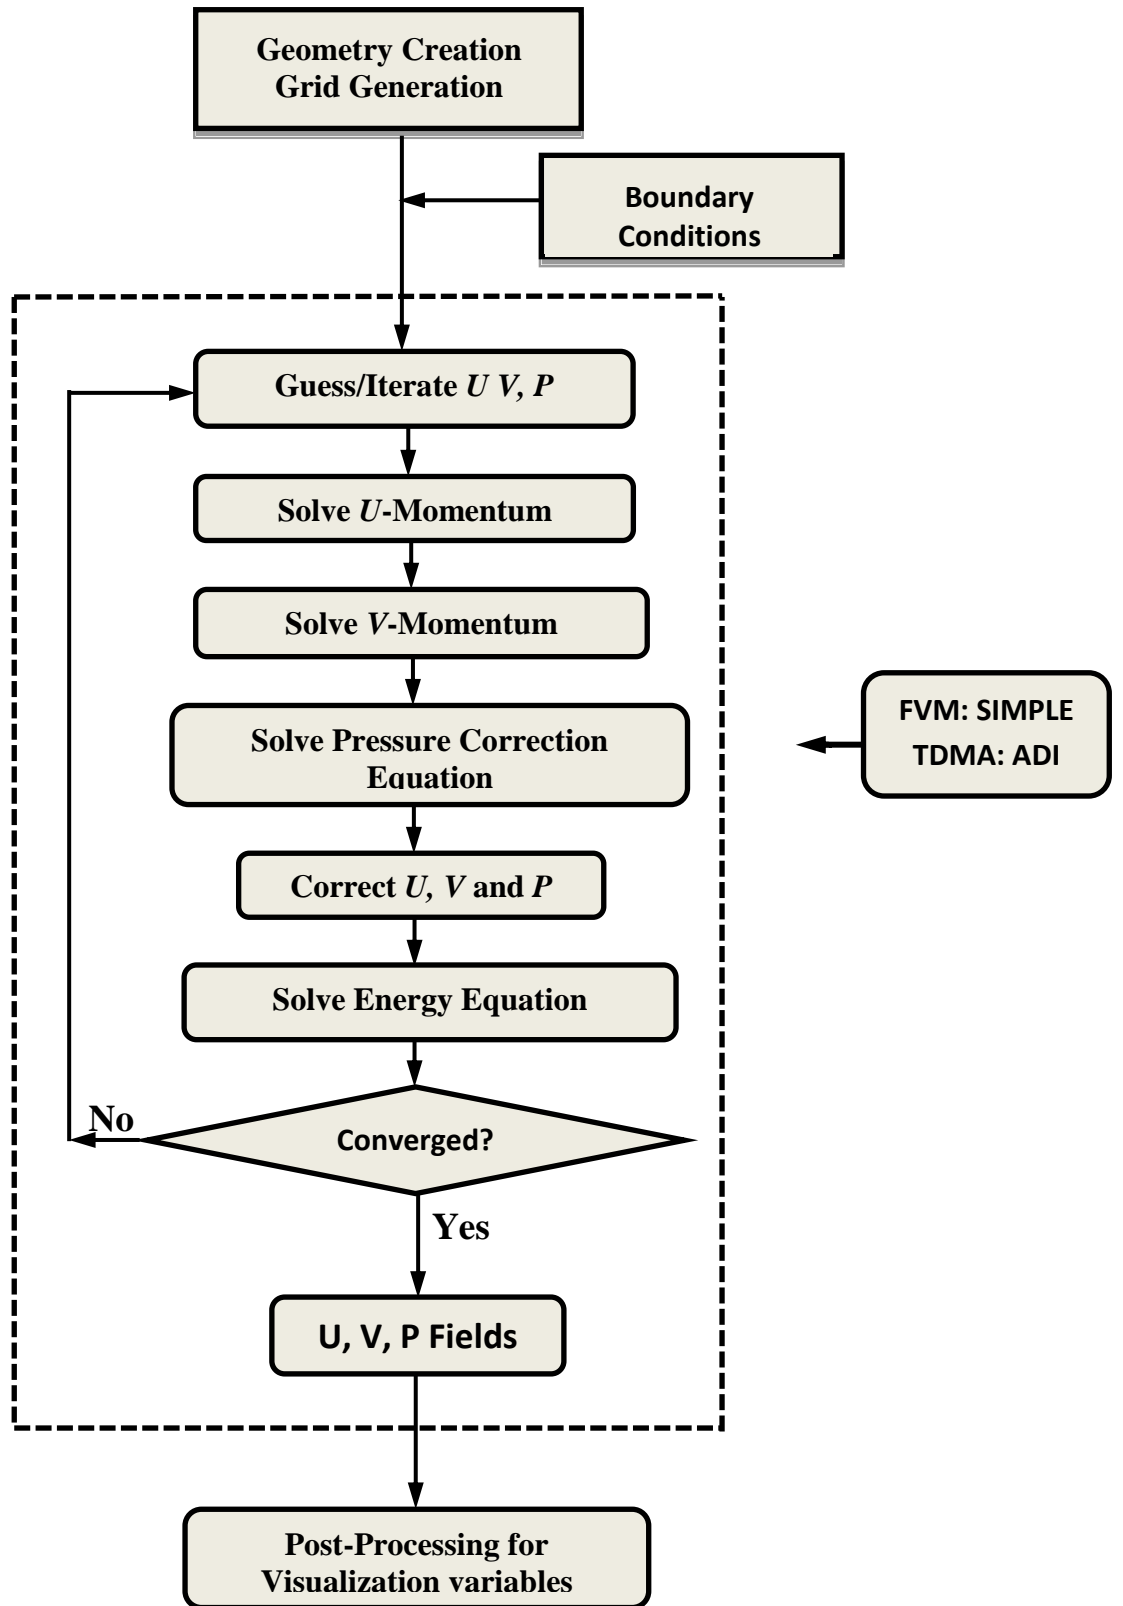 Geometry Creation
Grid Generation
Boundary
Conditions
Guess/Iterate U V, P
Solve U-Momentum
Solve V-Momentum
Solve Pressure Correction
Equation
FVM: SIMPLE
TDMA: ADI
Correct U, V and P
Solve Energy Equation
No
Converged?
Yes
U, V, P Fields
Post-Processing for
Visualization variables